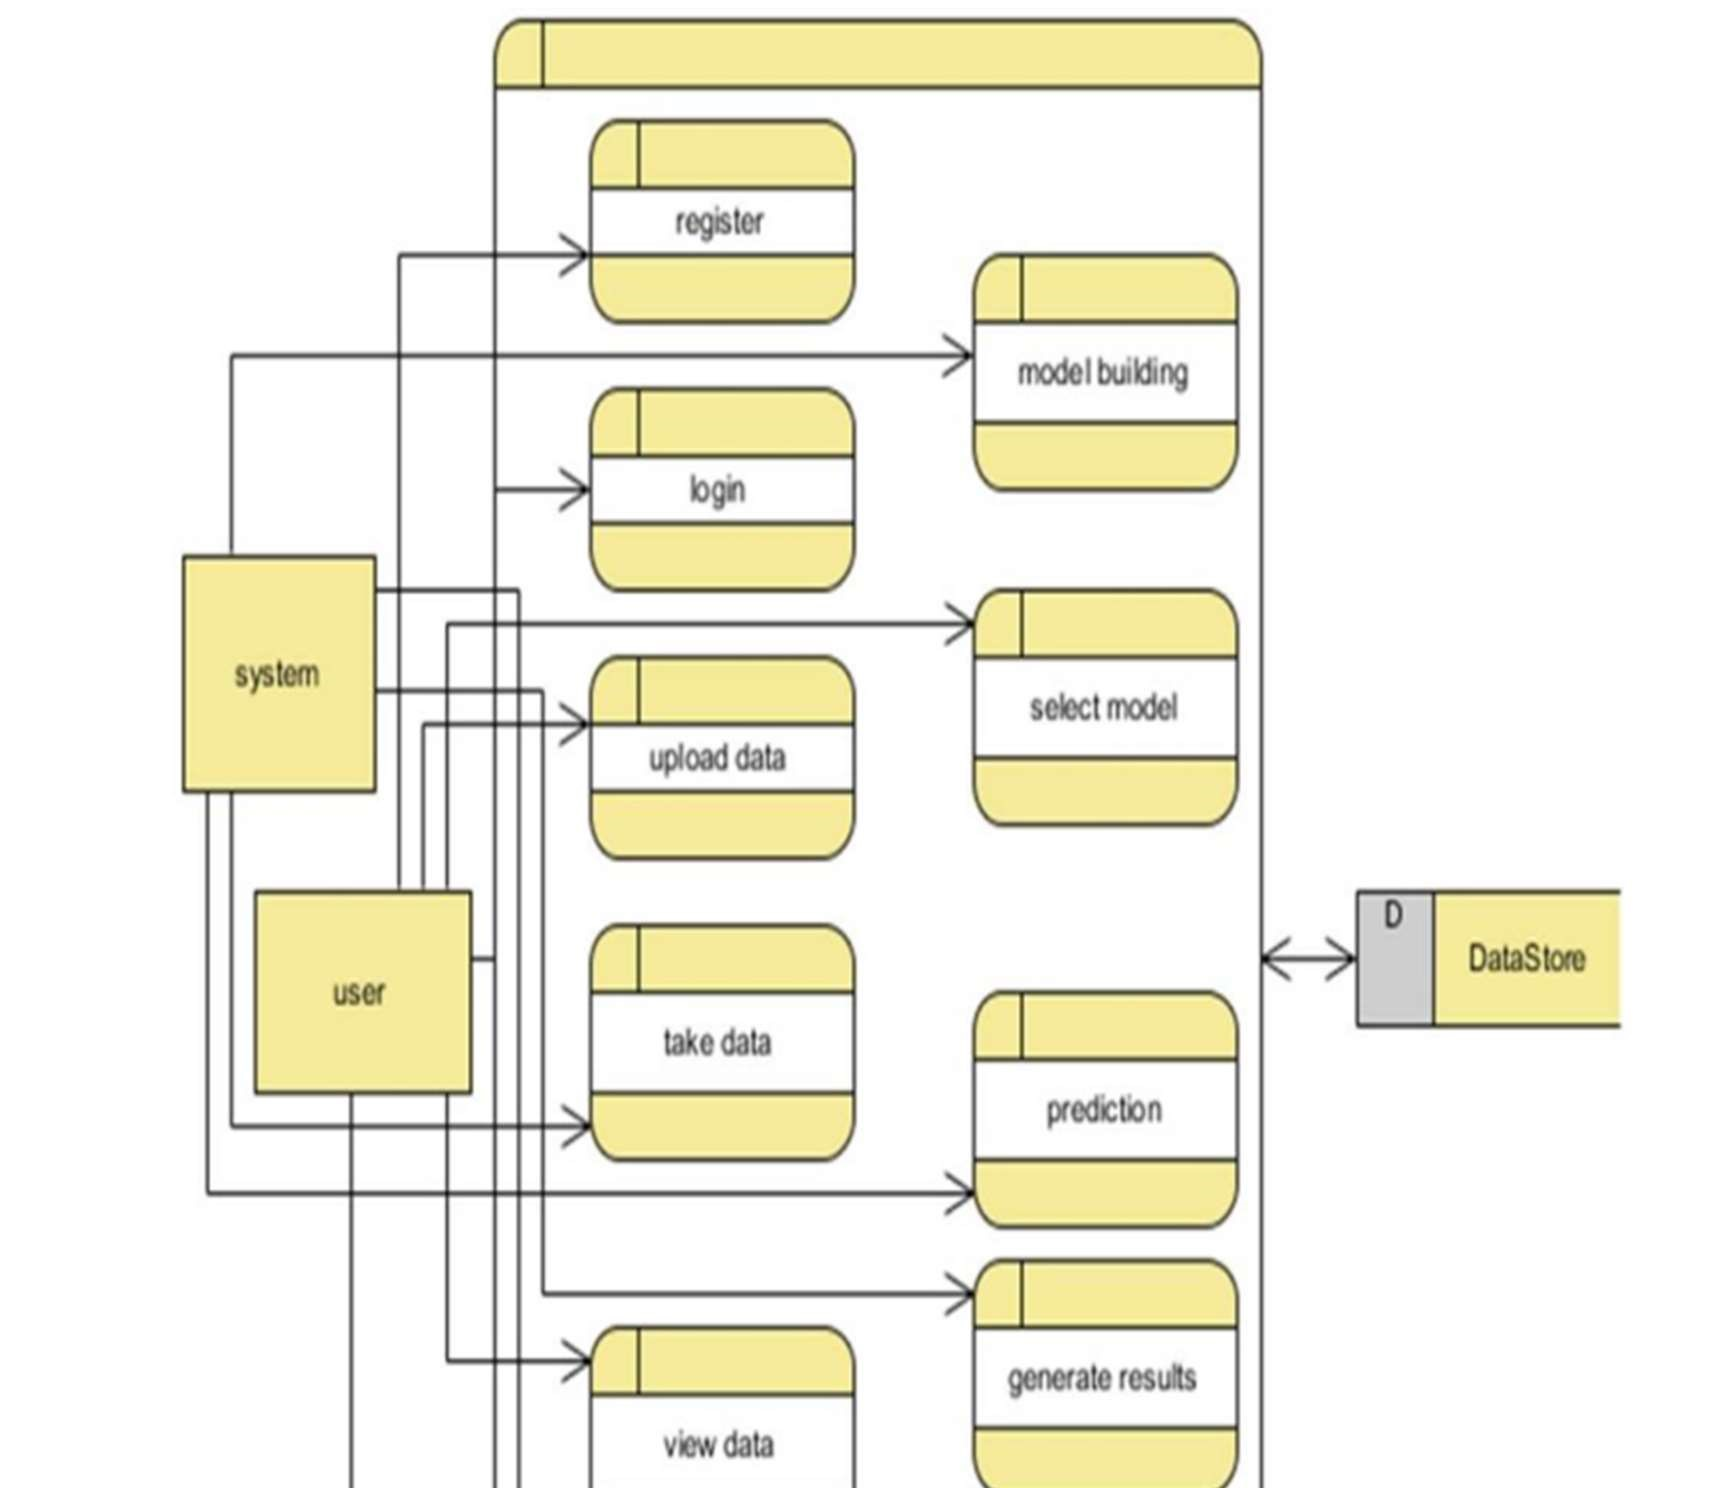 register
model building
login
system
select model
upload data
D
DataStore
user
take data
prediction
generate results
view data